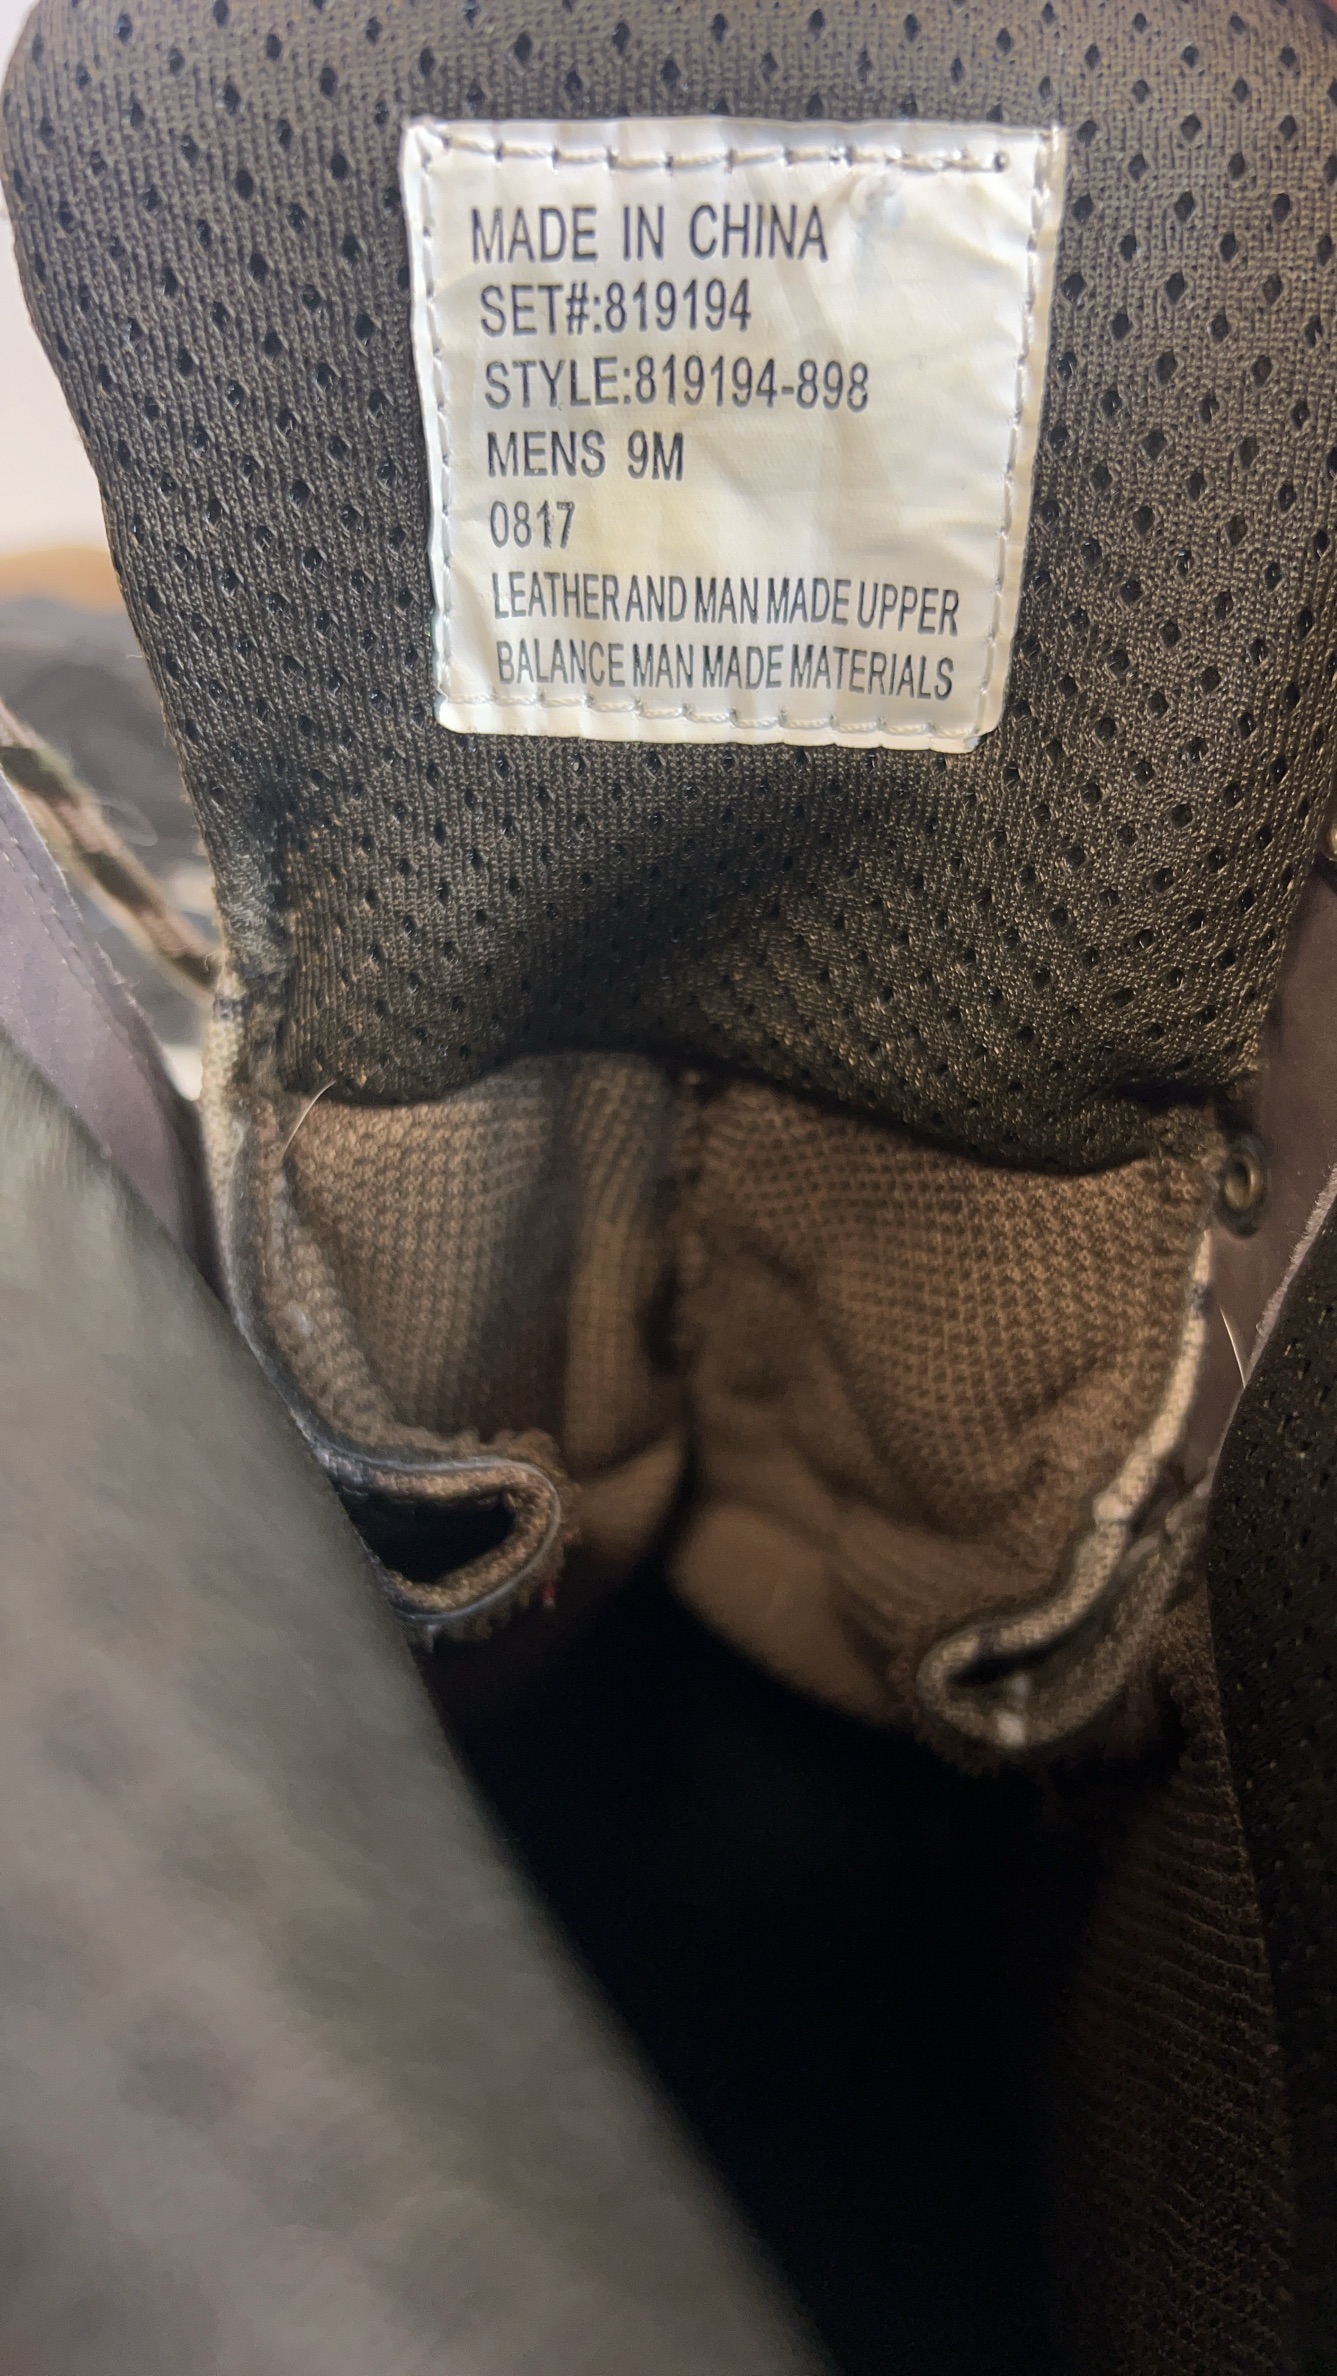 MADE IN CHINA
SET#:819194
STYLE:819194-898
MENS 9M
0817
LEATHER AND MAN MADE UPPER
BALANCE MAN MADE MATERIALS